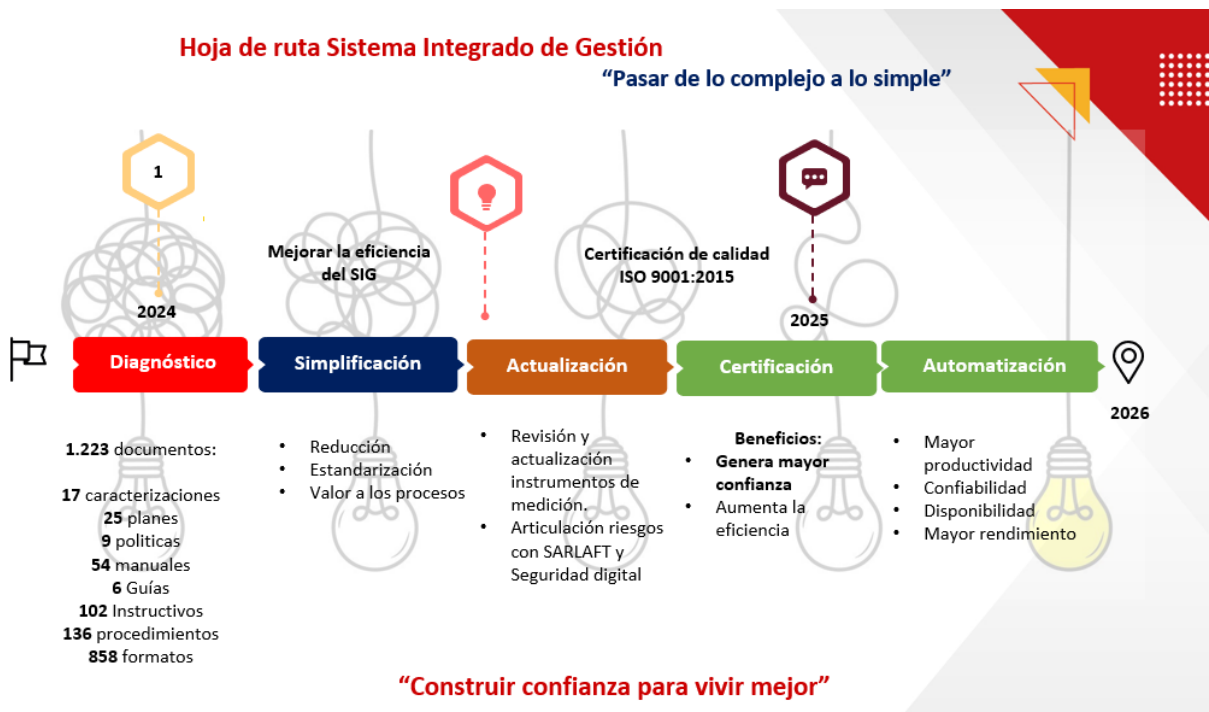 Hoja de ruta Sistema Integrado de Gestión
“Pasar de lo complejo a lo simple”
1
2024
Mejorar la eficiencia
del SIG
Certificación de calidad
ISO 9001:2015
2025
Diagnóstico
Simplificación
Actualización
Certificación
Automatización
2026
1.223 documentos:
17 caracterizaciones
25 planes
9 politicas
54 manuales
6 Guías
102 Instructivos
136 procedimientos
858 formatos
• Reducción
• Estandarización
• Valor a los procesos
• Revisión y
actualización
instrumentos de
medición.
• Articulación riesgos
con SARLAFT y
Seguridad digital
Beneficios:
• Genera mayor
confianza
• Aumenta la
eficiencia
• Mayor
productividad
• Confiabilidad
• Disponibilidad
• Mayor rendimiento
“Construir confianza para vivir mejor”